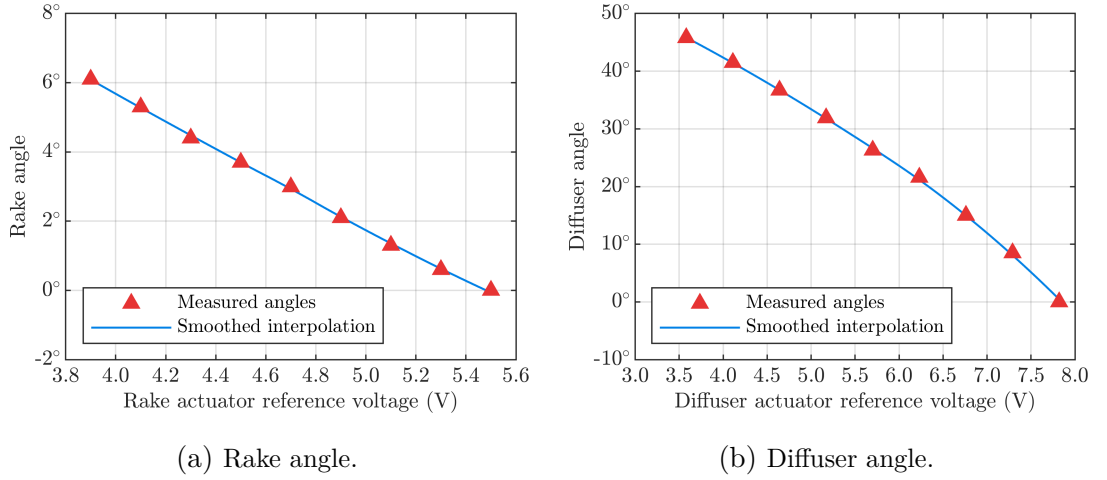 8°
6°
4°
2°
0°
-2°
Rake angle
Measured angles
Smoothed interpolation
3.8 4.0 4.2 4.4 4.6 4.8 5.0 5.2 5.4 5.6
Rake actuator reference voltage (V)
(a) Rake angle.
50°
40°
30°
20°
10°
0°
-10°
Diffuser angle
Measured angles
Smoothed interpolation
3.0 3.5 4.0 4.5 5.0 5.5 6.0 6.5 7.0 7.5 8.0
Diffuser actuator reference voltage (V)
(b) Diffuser angle.